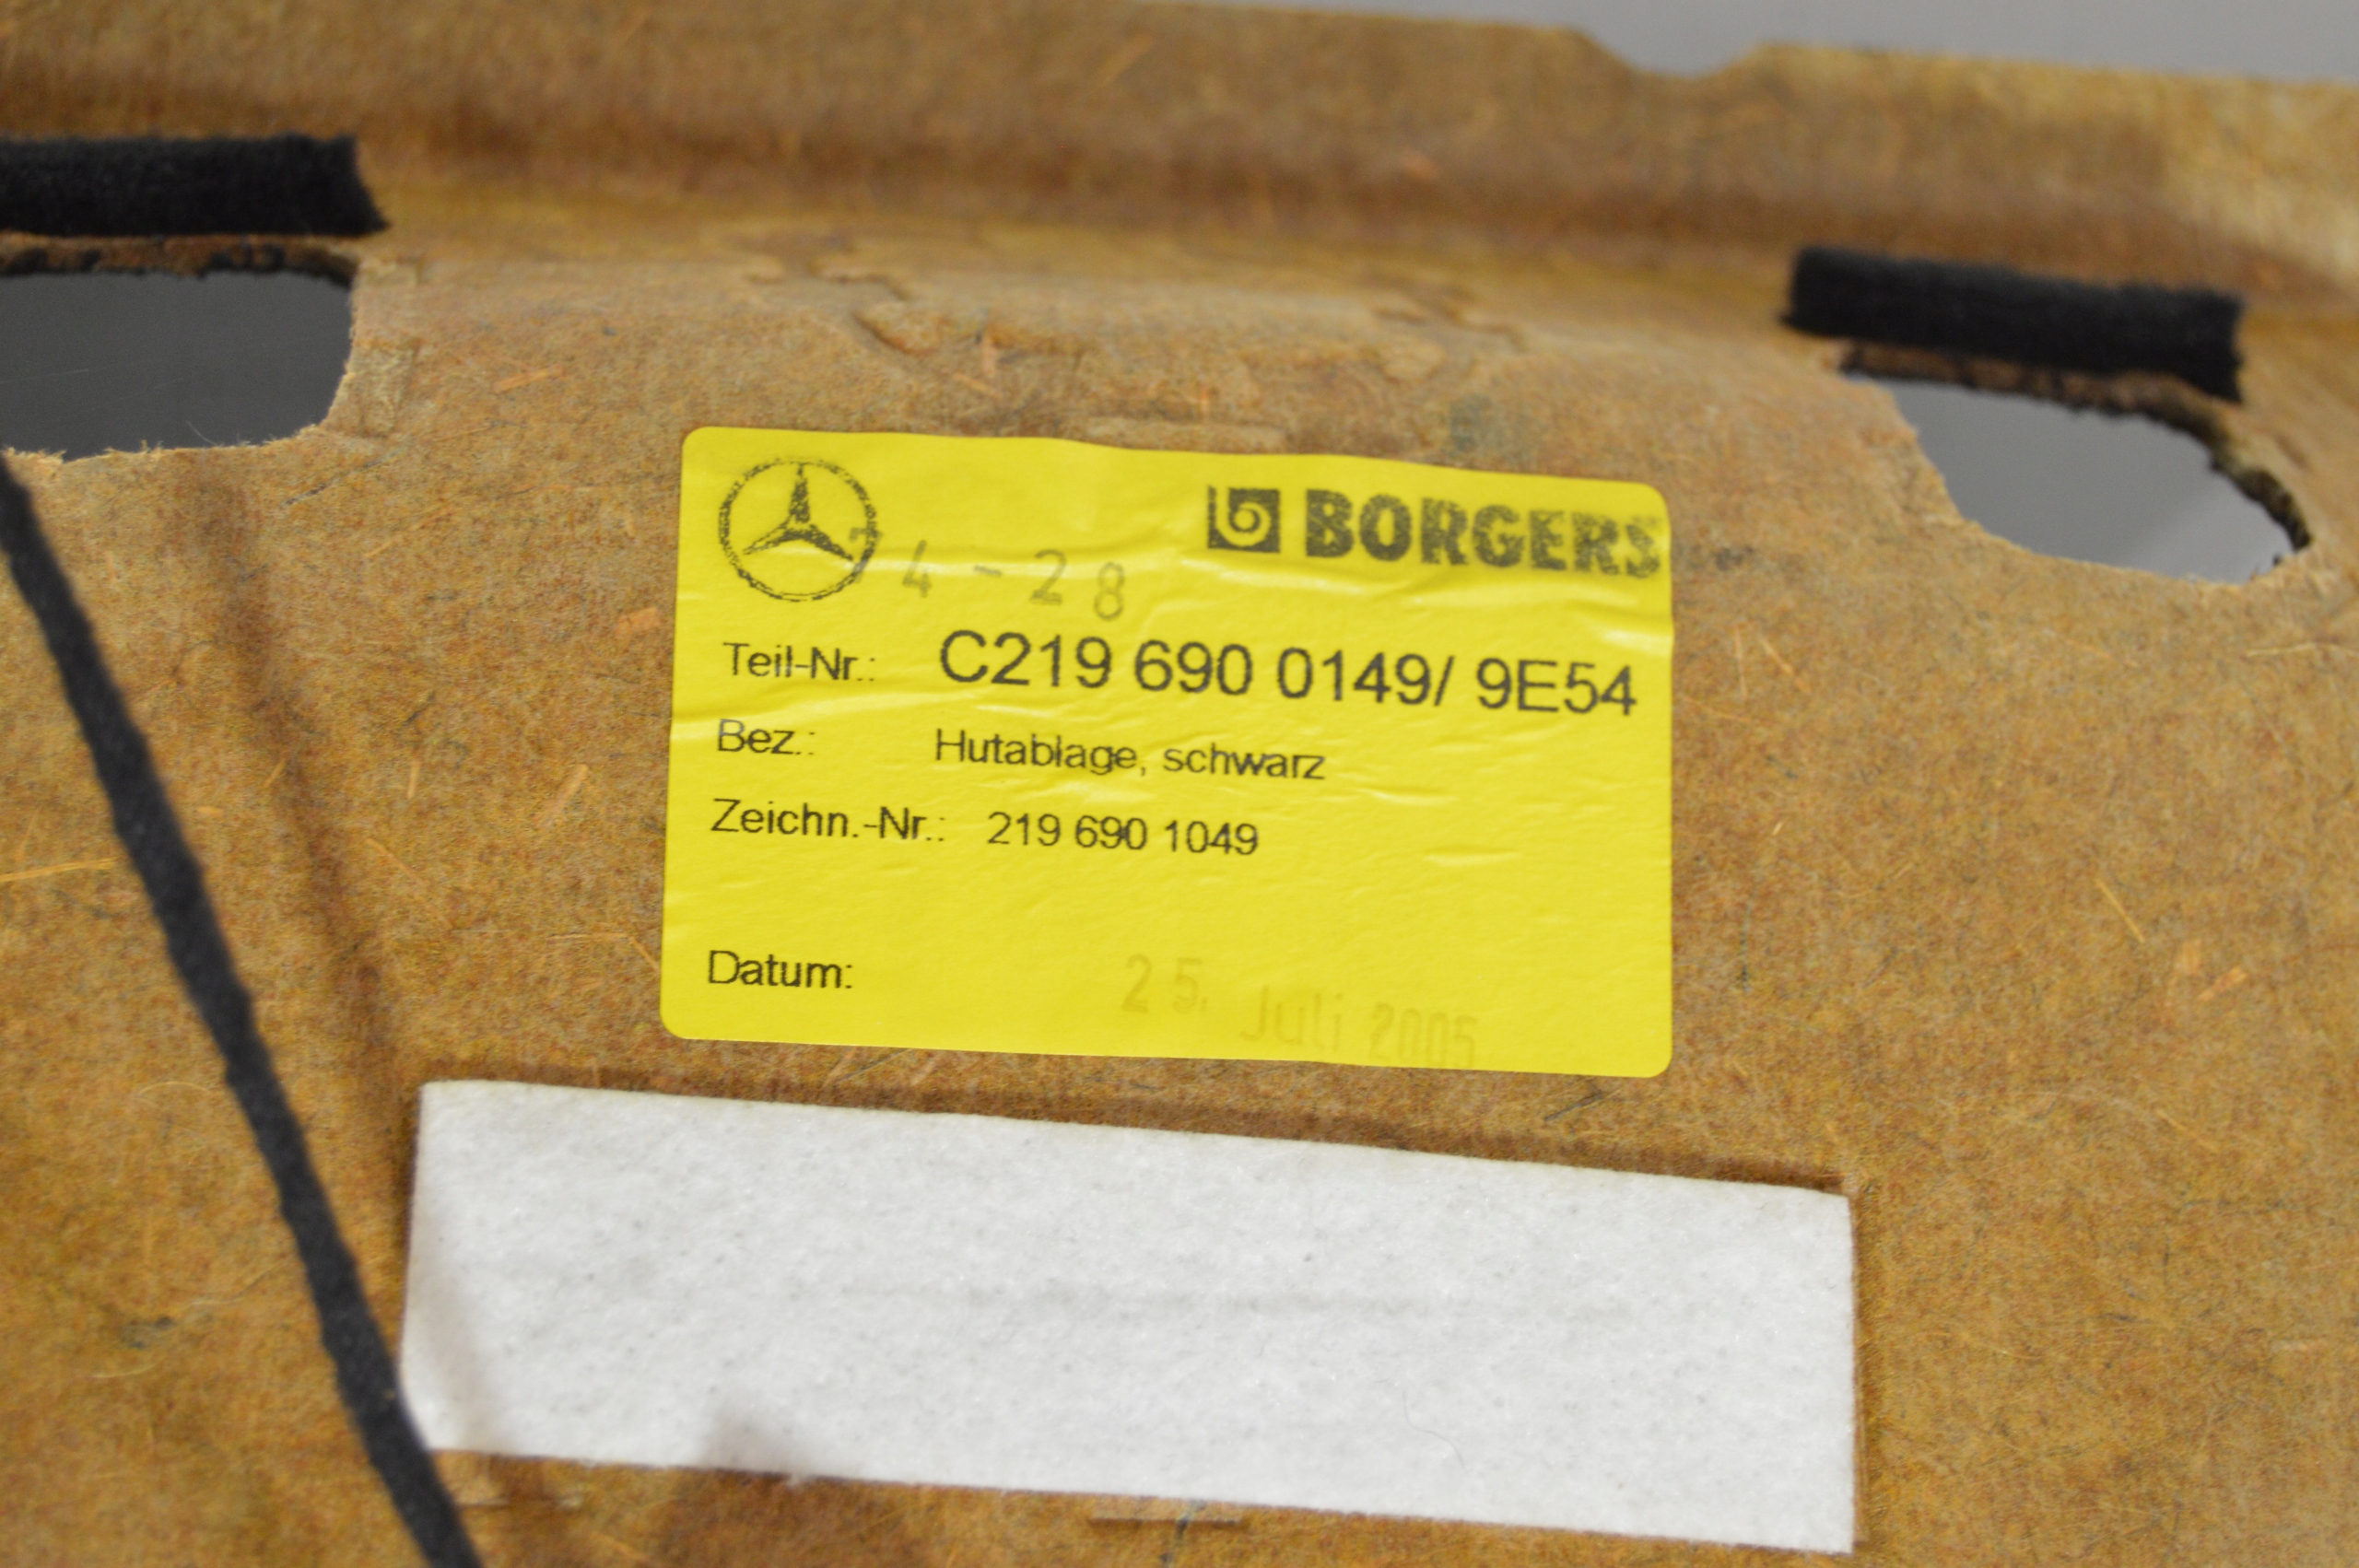 BORGERS
74-28
Teil-Nr.: C219 690 0149/ 9E54
Bez.: Hutablage, schwarz
Zeichn.-Nr.: 219 690 1049
Datum: 25. Juli 2005